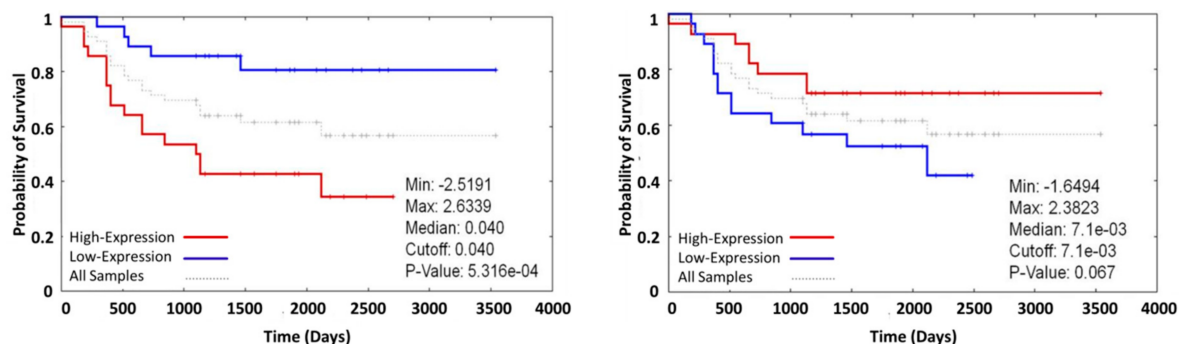 Probability of Survival
1
0.8
0.6
0.4
0.2
0
High-Expression
Low-Expression
All Samples
Min: -2.5191
Max: 2.6339
Median: 0.040
Cutoff: 0.040
P-Value: 5.316e-04
0 500 1000 1500 2000 2500 3000 3500 4000
Time (Days)
Probability of Survival
1
0.8
0.6
0.4
0.2
0
High-Expression
Low-Expression
All Samples
Min: -1.6494
Max: 2.3823
Median: 7.1e-03
Cutoff: 7.1e-03
P-Value: 0.067
0 500 1000 1500 2000 2500 3000 3500 4000
Time (Days)